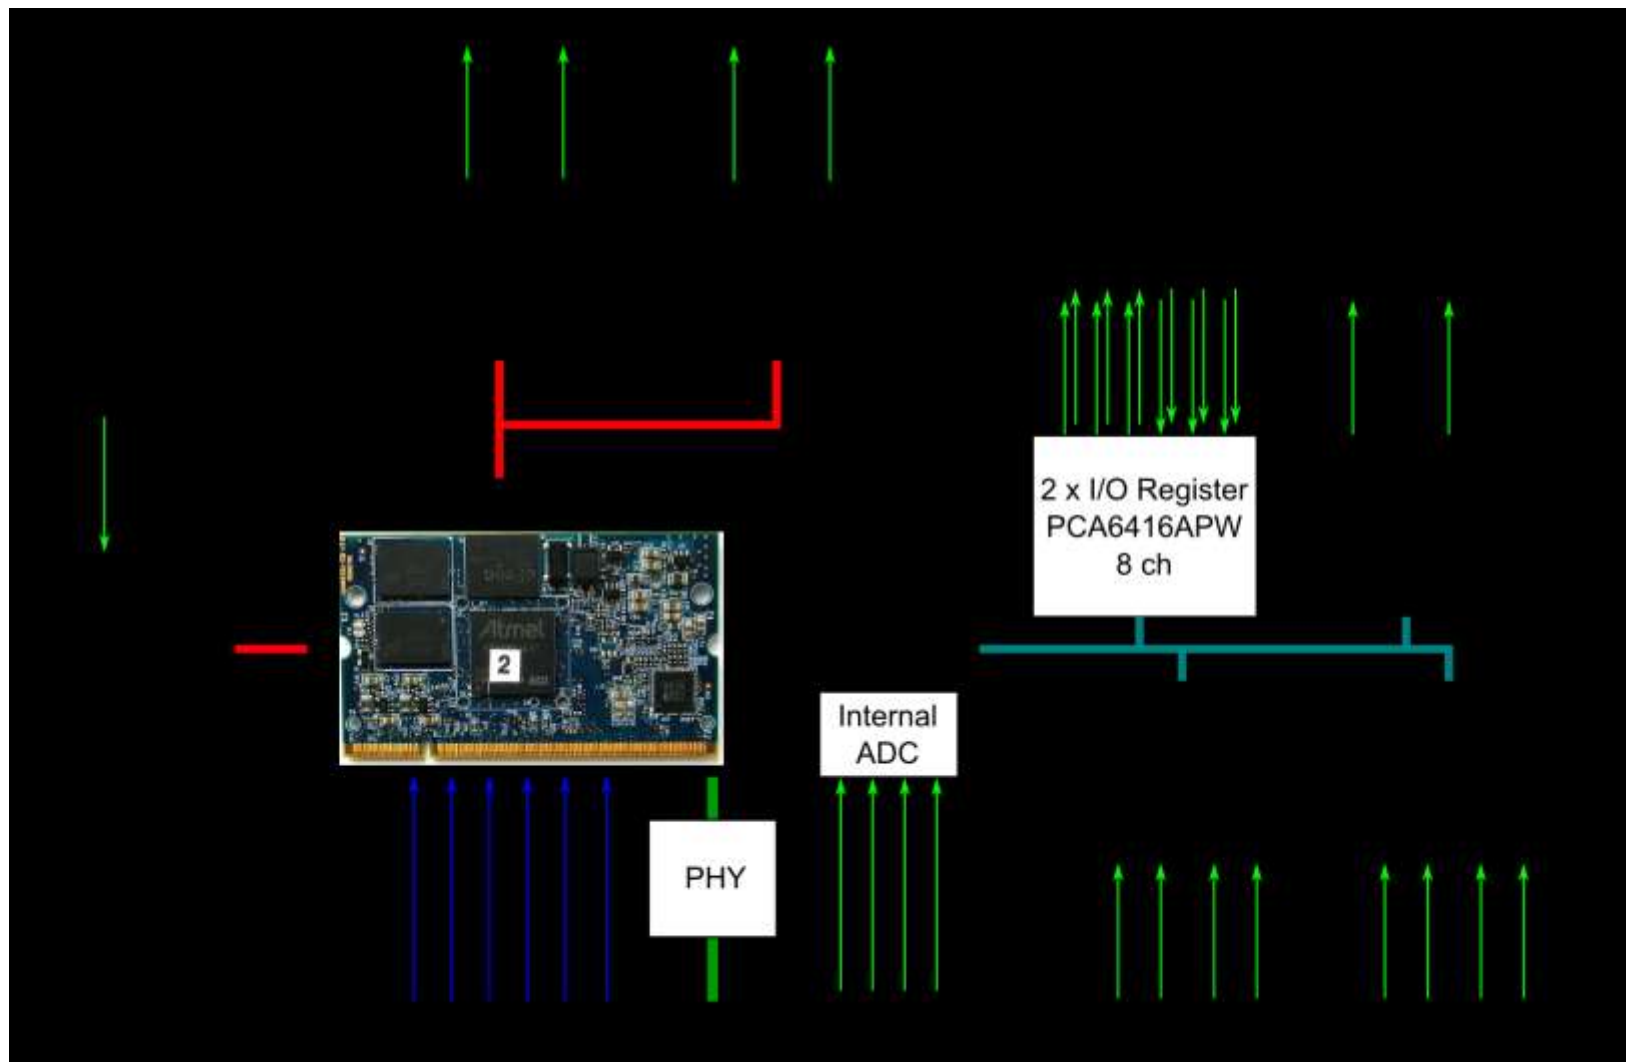 2 x I/O Register
PCA6416APW
8 ch
Atmel
2
Internal
ADC
PHY